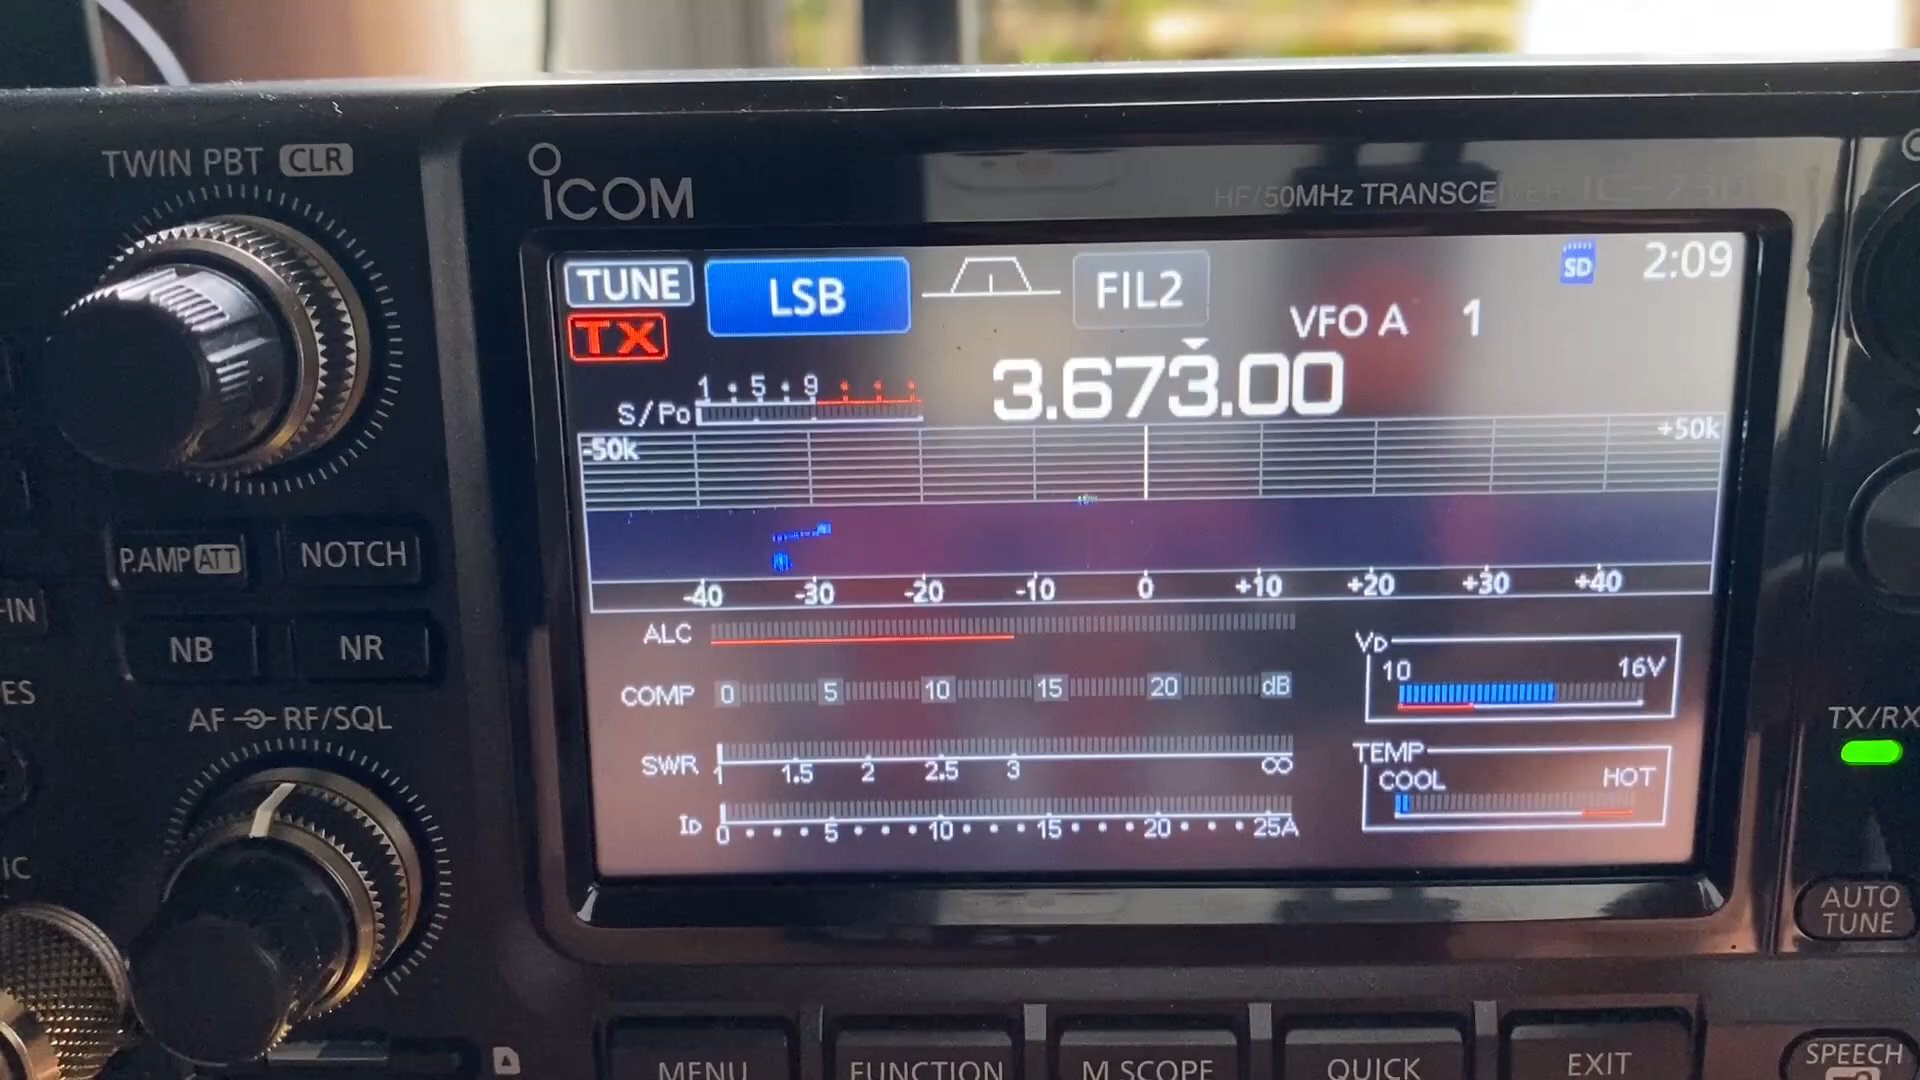 TWIN PBT CLR
ICOM
HF/50MHz TRANSCEIVER IC-730
TUNE LSB FIL2 SD 2:09
TX VFO A 1
3.673.00
1 5 9
S/Po
-50k +50k
-40 -30 -20 -10 0 +10 +20 +30 +40
P.AMP ATT NOTCH
NB NR
AF RF/SQL
ALC
COMP 0 5 10 15 20 dB
SWR 1 1.5 2 2.5 3 ∞
ID 0 5 10 15 20 25A
VD
10 16V
TEMP
COOL HOT
TX/RX
AUTO
TUNE
MENU FUNCTION M.SCOPE QUICK EXIT
SPEECH